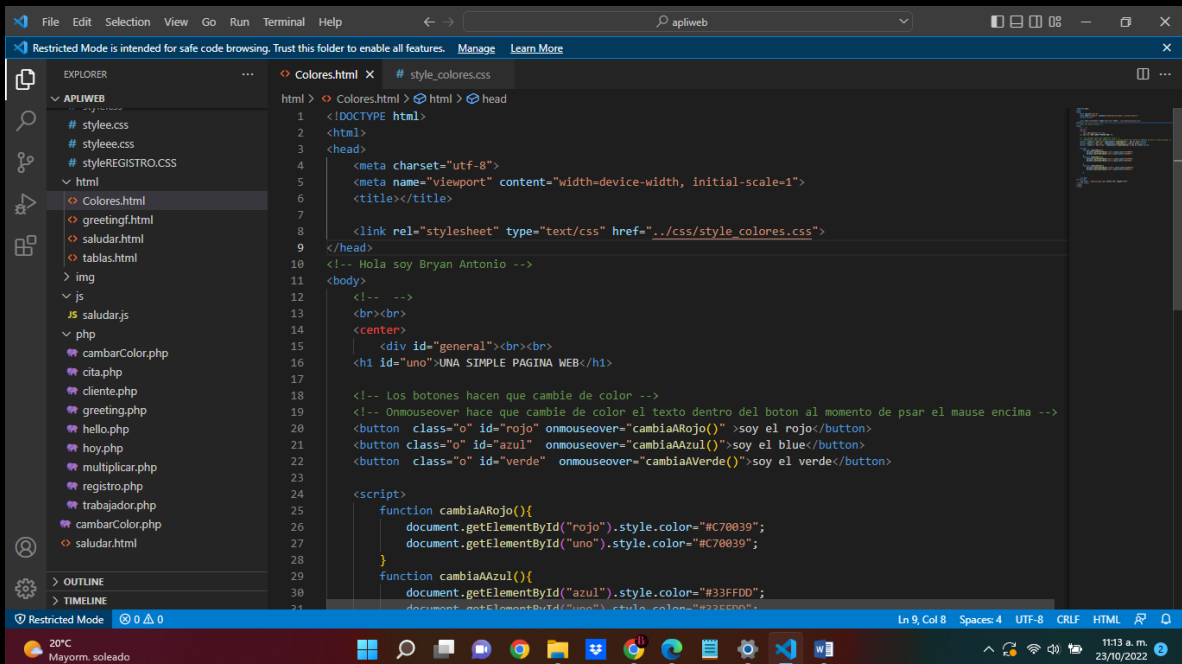 File Edit Selection View Go Run Terminal Help
apliweb
Restricted Mode is intended for safe code browsing. Trust this folder to enable all features. Manage Learn More
EXPLORER
APLIWEB
stylee.css
styleee.css
styleREGISTRO.CSS
html
Colores.html
greetingf.html
saludar.html
tablas.html
img
js
JS saludar.js
php
cambarColor.php
cita.php
cliente.php
greeting.php
hello.php
hoy.php
multiplicar.php
registro.php
trabajador.php
cambarColor.php
saludar.html
OUTLINE
TIMELINE
Colores.html # style_colores.css
html > Colores.html > html > head
1 <!DOCTYPE html>
2 <html>
3 <head>
4 <meta charset="utf-8">
5 <meta name="viewport" content="width=device-width, initial-scale=1">
6 <title></title>
7
8 <link rel="stylesheet" type="text/css" href="../css/style_colores.css">
9 </head>
10 <!-- Hola soy Bryan Antonio -->
11 <body>
12 <!--  -->
13 <br><br>
14 <center>
15 <div id="general"><br><br>
16 <h1 id="uno">UNA SIMPLE PAGINA WEB</h1>
17
18 <!-- Los botones hacen que cambie de color -->
19 <!-- Onmouseover hace que cambie de color el texto dentro del boton al momento de psar el mause encima -->
20 <button  class="o" id="rojo" onmouseover="cambiaARojo()" >soy el rojo</button>
21 <button class="o" id="azul"  onmouseover="cambiaAAzul()">soy el blue</button>
22 <button  class="o" id="verde"  onmouseover="cambiaAVerde()">soy el verde</button>
23
24 <script>
25 function cambiaARojo(){
26 document.getElementById("rojo").style.color="#C70039";
27 document.getElementById("uno").style.color="#C70039";
28 }
29 function cambiaAAzul(){
30 document.getElementById("azul").style.color="#33FFDD";
31 document.getElementById("uno").style.color="#33FFDD";
Restricted Mode 0 0 Ln 9, Col 8 Spaces: 4 UTF-8 CRLF HTML
20°C
Mayorm. soleado
11:13 a. m.
23/10/2022
2